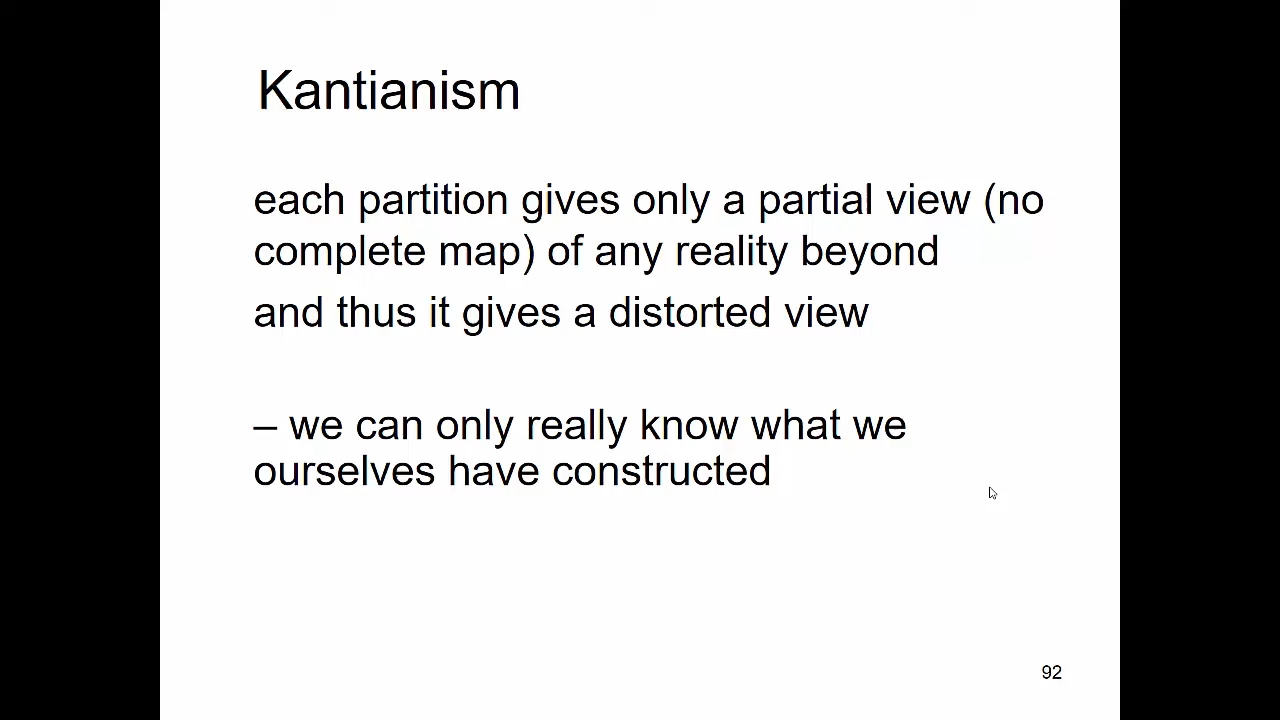 Kantianism
each partition gives only a partial view (no
complete map) of any reality beyond
and thus it gives a distorted view
– we can only really know what we
ourselves have constructed
92